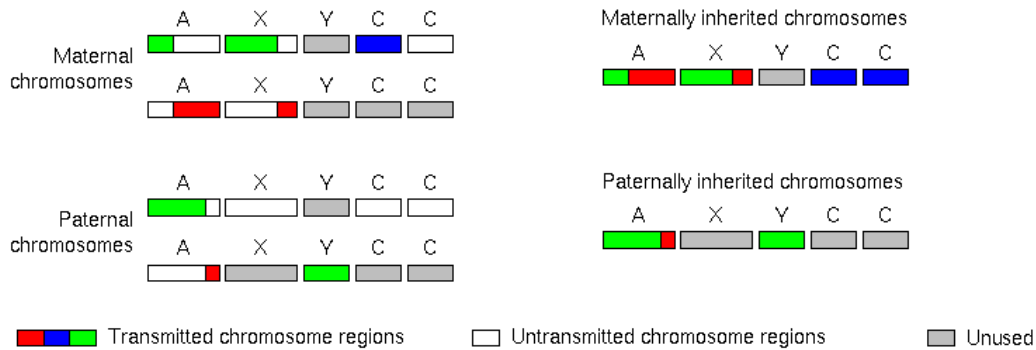 A X Y C C
Maternal
chromosomes
A X Y C C
Maternally inherited chromosomes
A X Y C C
A X Y C C
Paternal
chromosomes
A X Y C C
Paternally inherited chromosomes
A X Y C C
Transmitted chromosome regions
Untransmitted chromosome regions
Unused